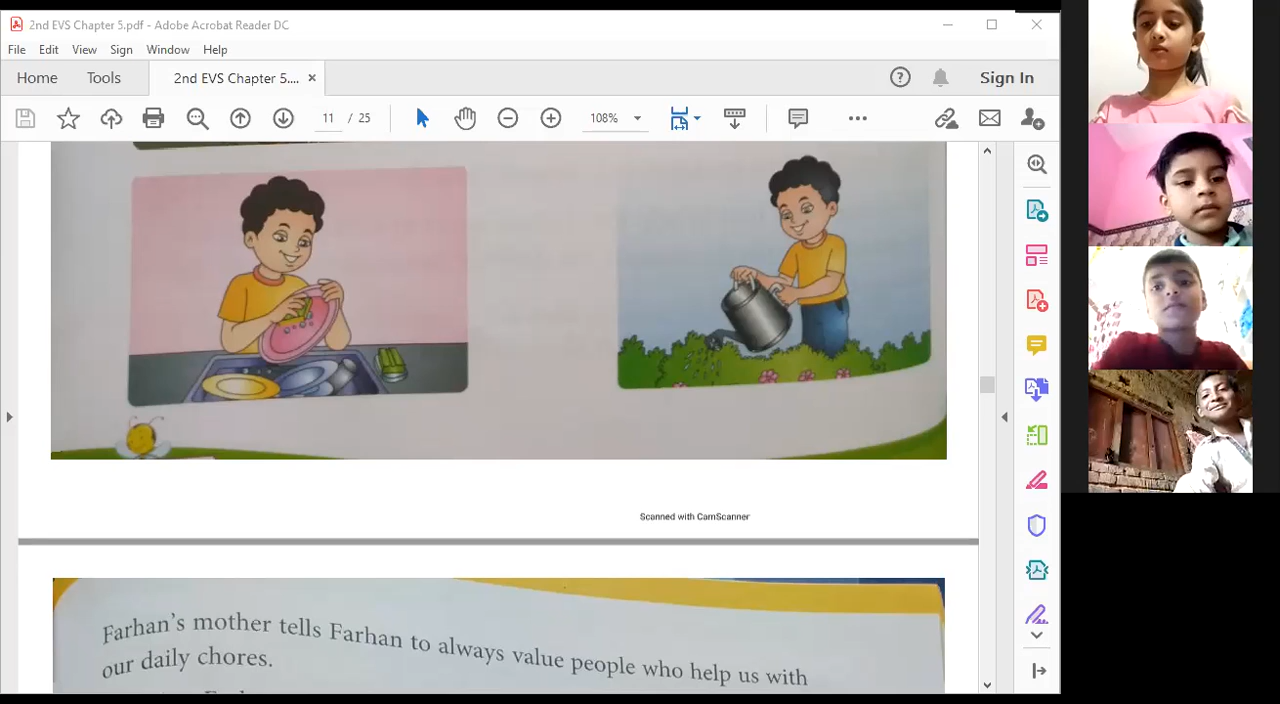 2nd EVS Chapter 5.pdf - Adobe Acrobat Reader DC
File Edit View Sign Window Help
Home Tools 2nd EVS Chapter 5.... × Sign In
11 / 25 108%
Scanned with CamScanner
Farhan's mother tells Farhan to always value people who help us with
our daily chores.